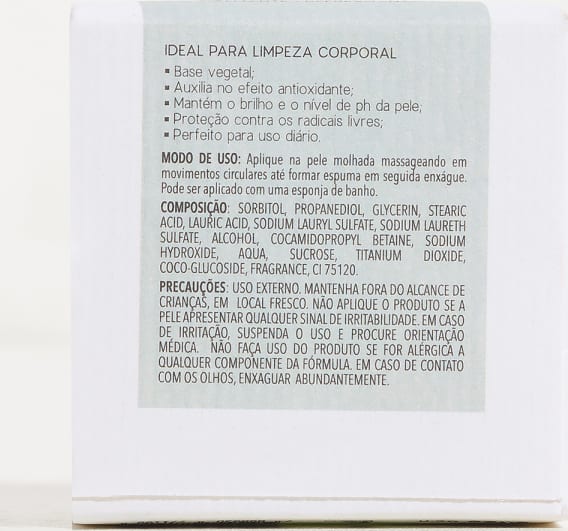 IDEAL PARA LIMPEZA CORPORAL
▪ Base vegetal;
▪ Auxilia no efeito antioxidante;
▪ Mantém o brilho e o nível de ph da pele;
▪ Proteção contra os radicais livres;
▪ Perfeito para uso diário.
MODO DE USO: Aplique na pele molhada massageando em
movimentos circulares até formar espuma em seguida enxágue.
Pode ser aplicado com uma esponja de banho.
COMPOSIÇÃO: SORBITOL, PROPANEDIOL, GLYCERIN, STEARIC
ACID, LAURIC ACID, SODIUM LAURYL SULFATE, SODIUM LAURETH
SULFATE, ALCOHOL, COCAMIDOPROPYL BETAINE, SODIUM
HYDROXIDE, AQUA, SUCROSE, TITANIUM DIOXIDE,
COCO-GLUCOSIDE, FRAGRANCE, CI 75120.
PRECAUÇÕES: USO EXTERNO. MANTENHA FORA DO ALCANCE DE
CRIANÇAS, EM LOCAL FRESCO. NÃO APLIQUE O PRODUTO SE A
PELE APRESENTAR QUALQUER SINAL DE IRRITABILIDADE. EM CASO
DE IRRITAÇÃO, SUSPENDA O USO E PROCURE ORIENTAÇÃO
MÉDICA. NÃO FAÇA USO DO PRODUTO SE FOR ALÉRGICA A
QUALQUER COMPONENTE DA FÓRMULA. EM CASO DE CONTATO
COM OS OLHOS, ENXAGUAR ABUNDANTEMENTE.